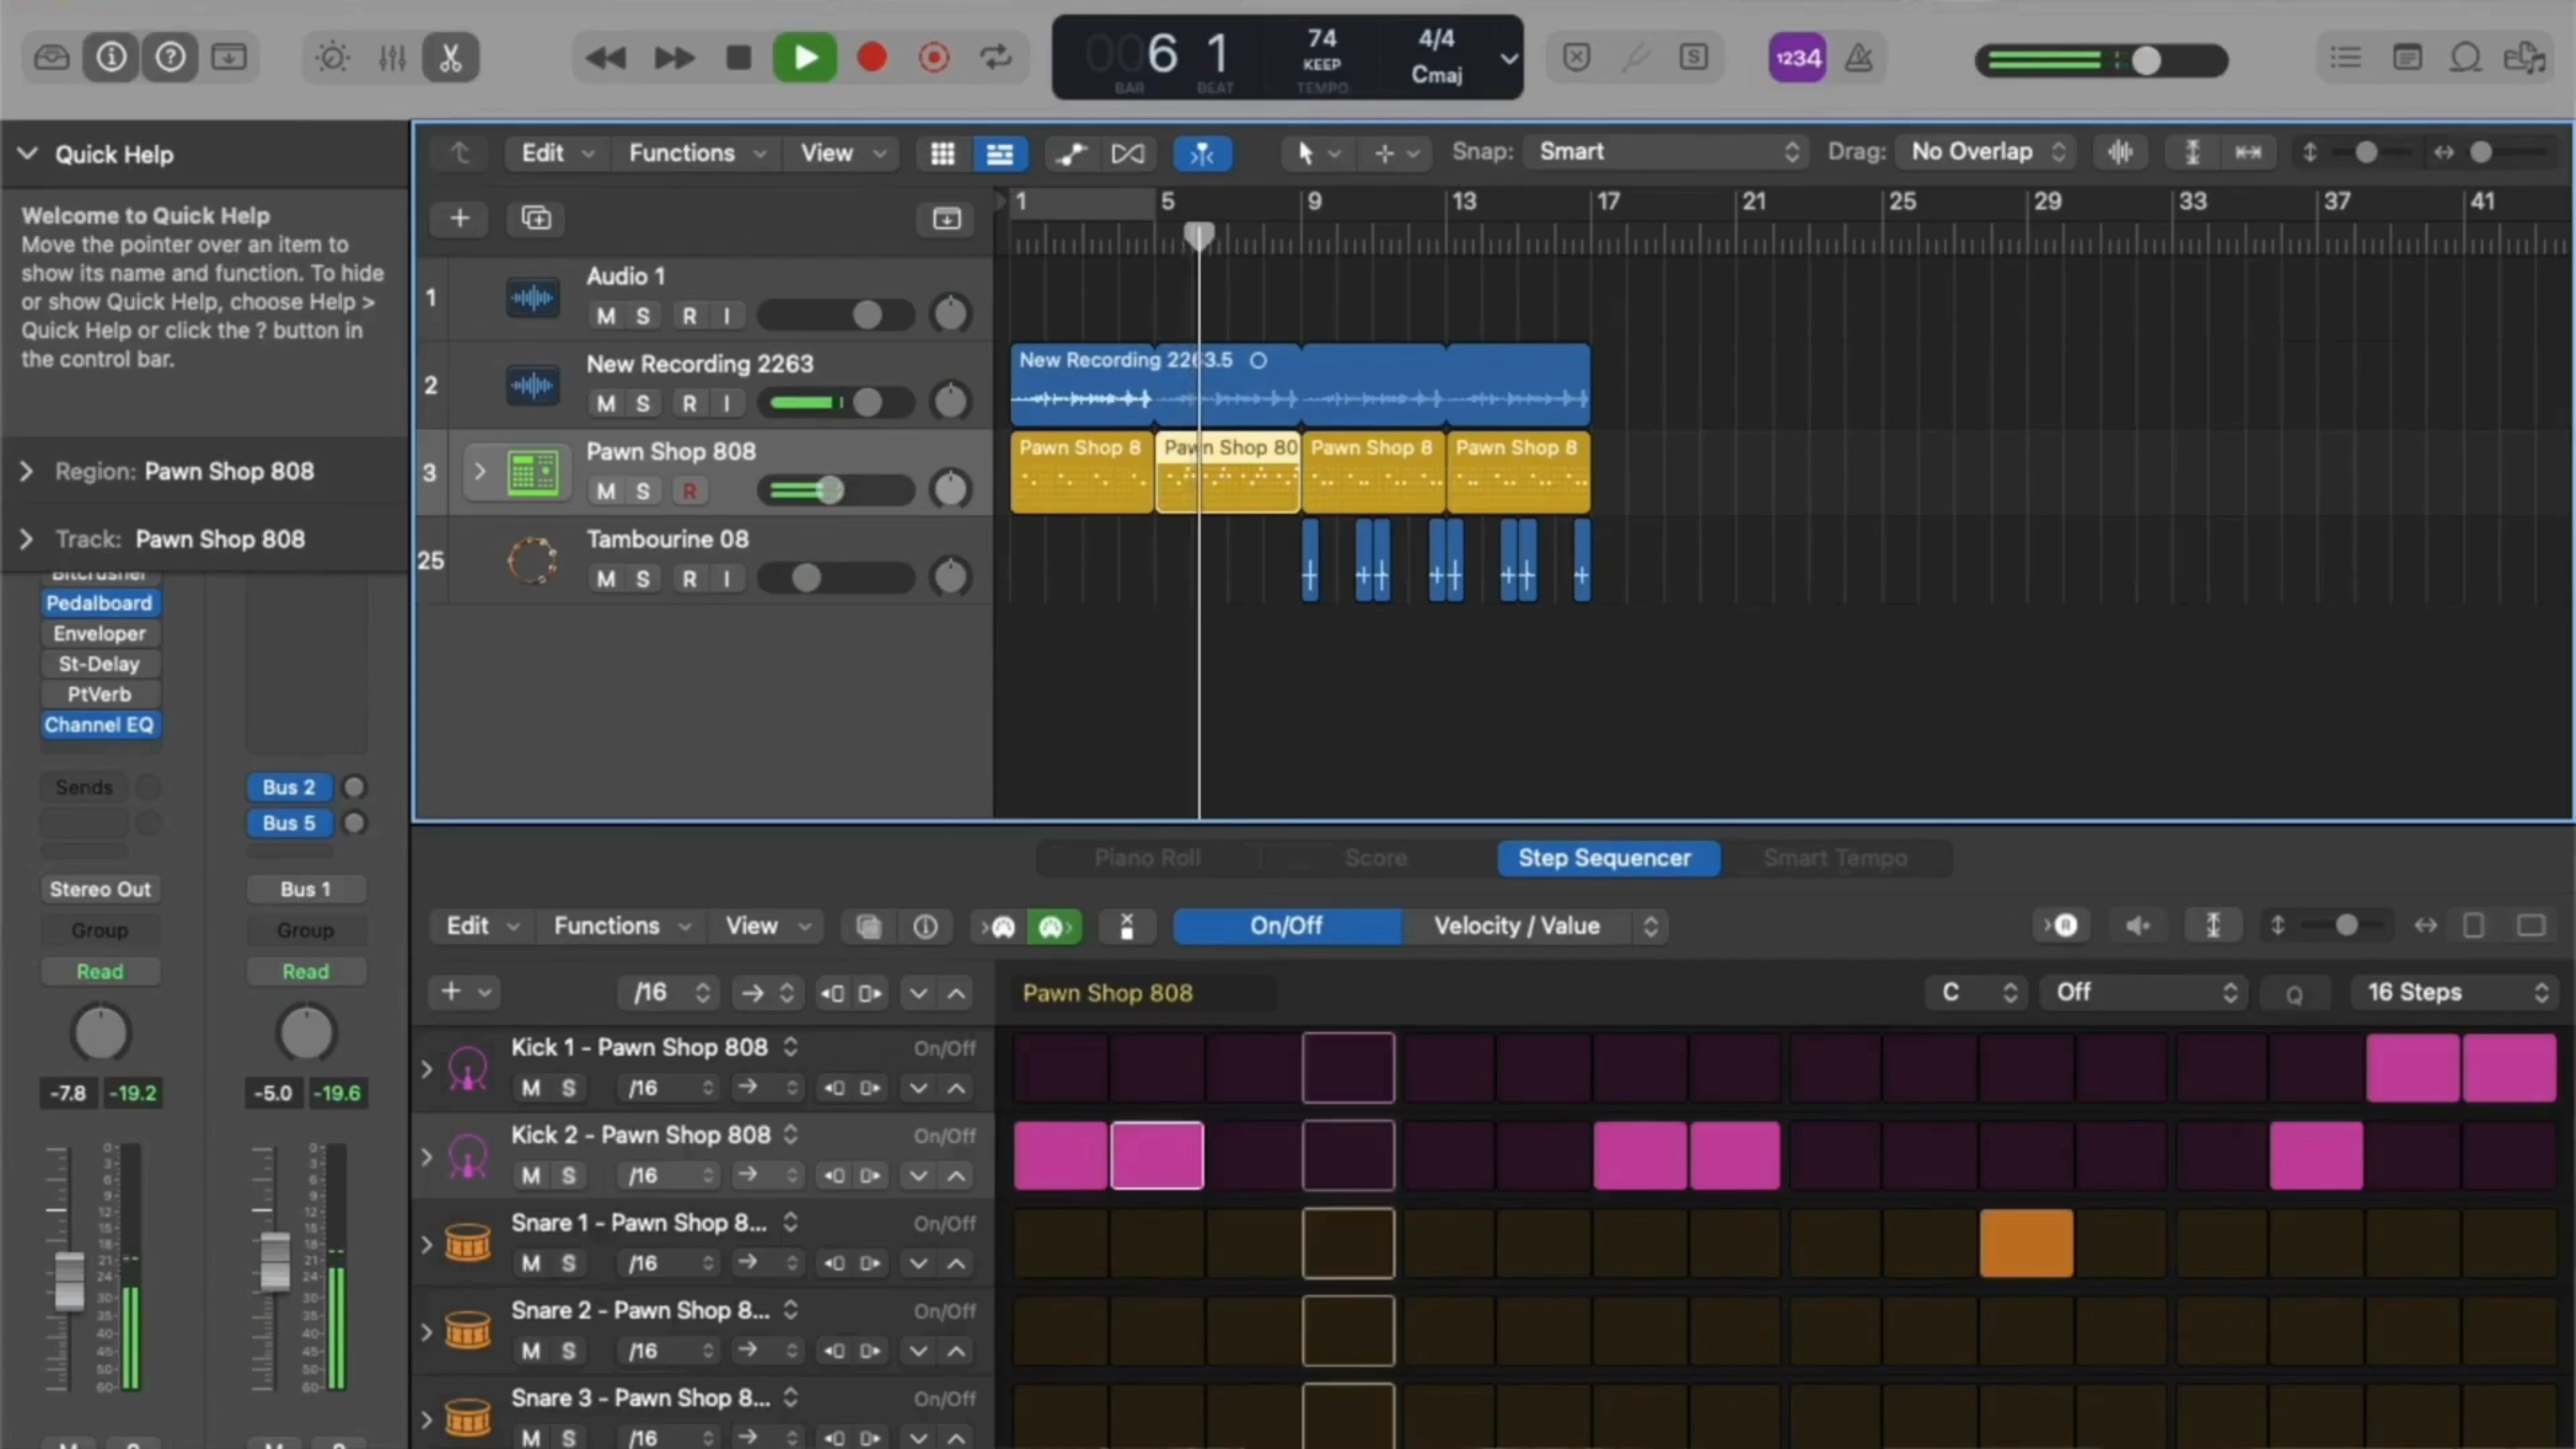 1234
006 1
BAR BEAT
74
KEEP
TEMPO
4/4
Cmaj
S
Quick Help
Welcome to Quick Help
Move the pointer over an item to
show its name and function. To hide
or show Quick Help, choose Help >
Quick Help or click the ? button in
the control bar.
Region: Pawn Shop 808
Track: Pawn Shop 808
Bitcrusher
Pedalboard
Enveloper
St-Delay
PtVerb
Channel EQ
Sends
Bus 2
Bus 5
Stereo Out
Bus 1
Group
Group
Read
Read
-7.8 -19.2
-5.0 -19.6
Edit Functions View
Snap: Smart
Drag: No Overlap
1 5 9 13 17 21 25 29 33 37 41
1
Audio 1
M S R I
2
New Recording 2263
M S R I
New Recording 2263.5
3
Pawn Shop 808
M S R
Pawn Shop 8
Pawn Shop 80
Pawn Shop 8
Pawn Shop 8
25
Tambourine 08
M S R I
Piano Roll Score Step Sequencer Smart Tempo
Edit Functions View
On/Off Velocity / Value
/16
Pawn Shop 808
C Off Q 16 Steps
Kick 1 - Pawn Shop 808 On/Off
M S /16
Kick 2 - Pawn Shop 808 On/Off
M S /16
Snare 1 - Pawn Shop 8... On/Off
M S /16
Snare 2 - Pawn Shop 8... On/Off
M S /16
Snare 3 - Pawn Shop 8... On/Off
M S /16